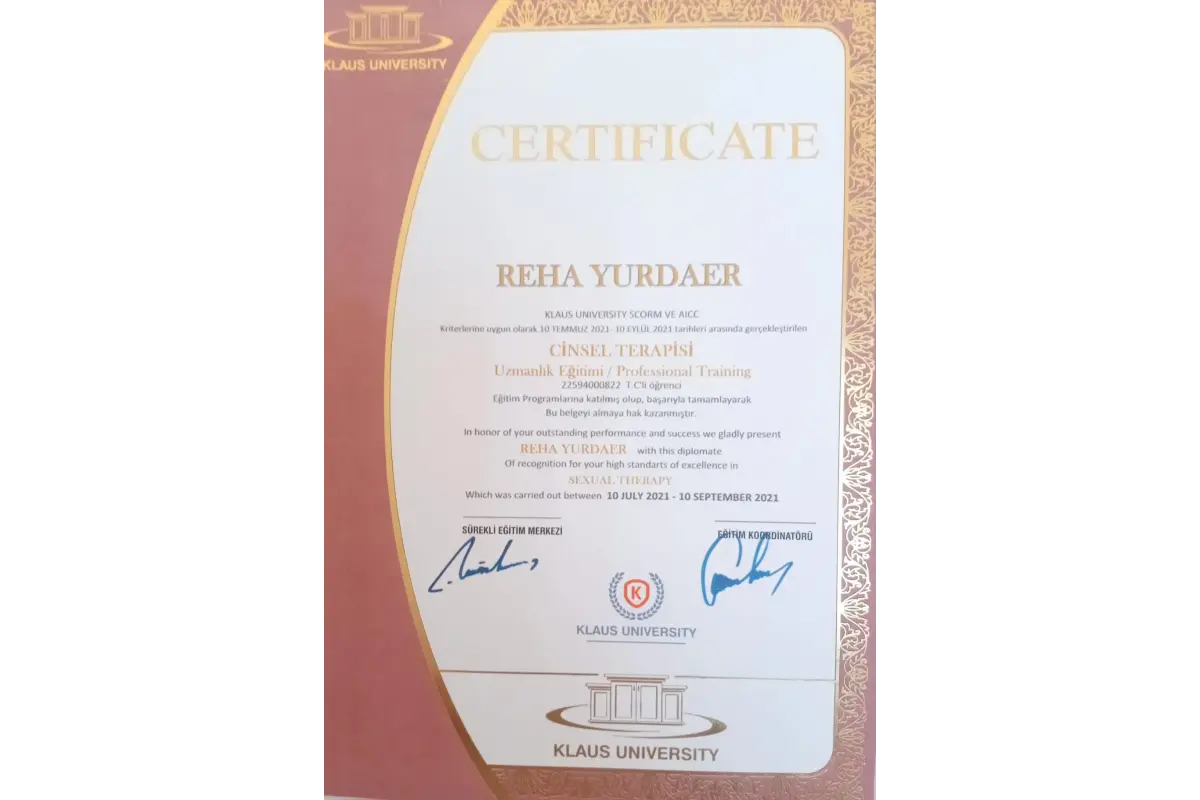 KLAUS UNIVERSITY
CERTIFICATE
REHA YURDAER
KLAUS UNIVERSITY SCORM VE AICC
Kriterlerine uygun olarak 10 TEMMUZ 2021- 10 EYLÜL 2021 tarihleri arasında gerçekleştirilen
CİNSEL TERAPİSİ
Uzmanlık Eğitimi / Professional Training
22594000822 T.C'li öğrenci
Eğitim Programlarına katılmış olup, başarıyla tamamlayarak
Bu belgeyi almaya hak kazanmıştır.
In honor of your outstanding performance and success we gladly present
REHA YURDAER with this diplomate
Of recognition for your high standarts of excellence in
SEXUAL THERAPY
Which was carried out between 10 JULY 2021 - 10 SEPTEMBER 2021
SÜREKLİ EĞİTİM MERKEZİ
EĞİTİM KOORDİNATÖRÜ
K
KLAUS UNIVERSITY
KLAUS UNIVERSITY